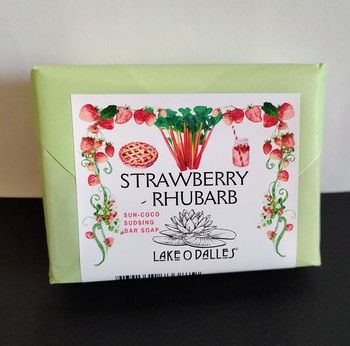 STRAWBERRY
- RHUBARB
SUN-COCO
SUDSING
BAR SOAP
LAKE O DALLES®